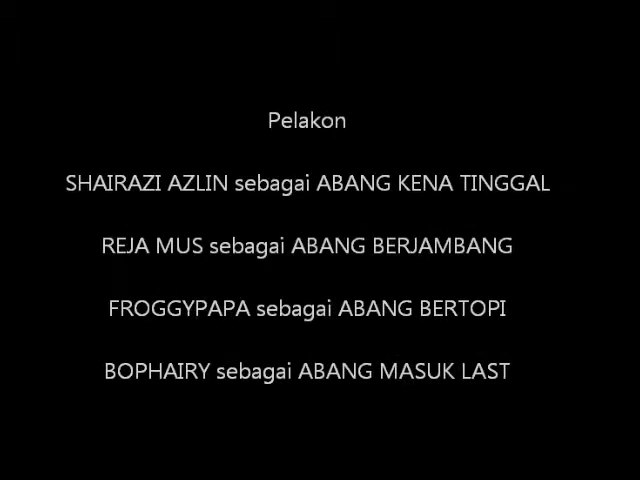 Pelakon
SHAIRAZI AZLIN sebagai ABANG KENA TINGGAL
REJA MUS sebagai ABANG BERJAMBANG
FROGGYPAPA sebagai ABANG BERTOPI
BOPHAIRY sebagai ABANG MASUK LAST